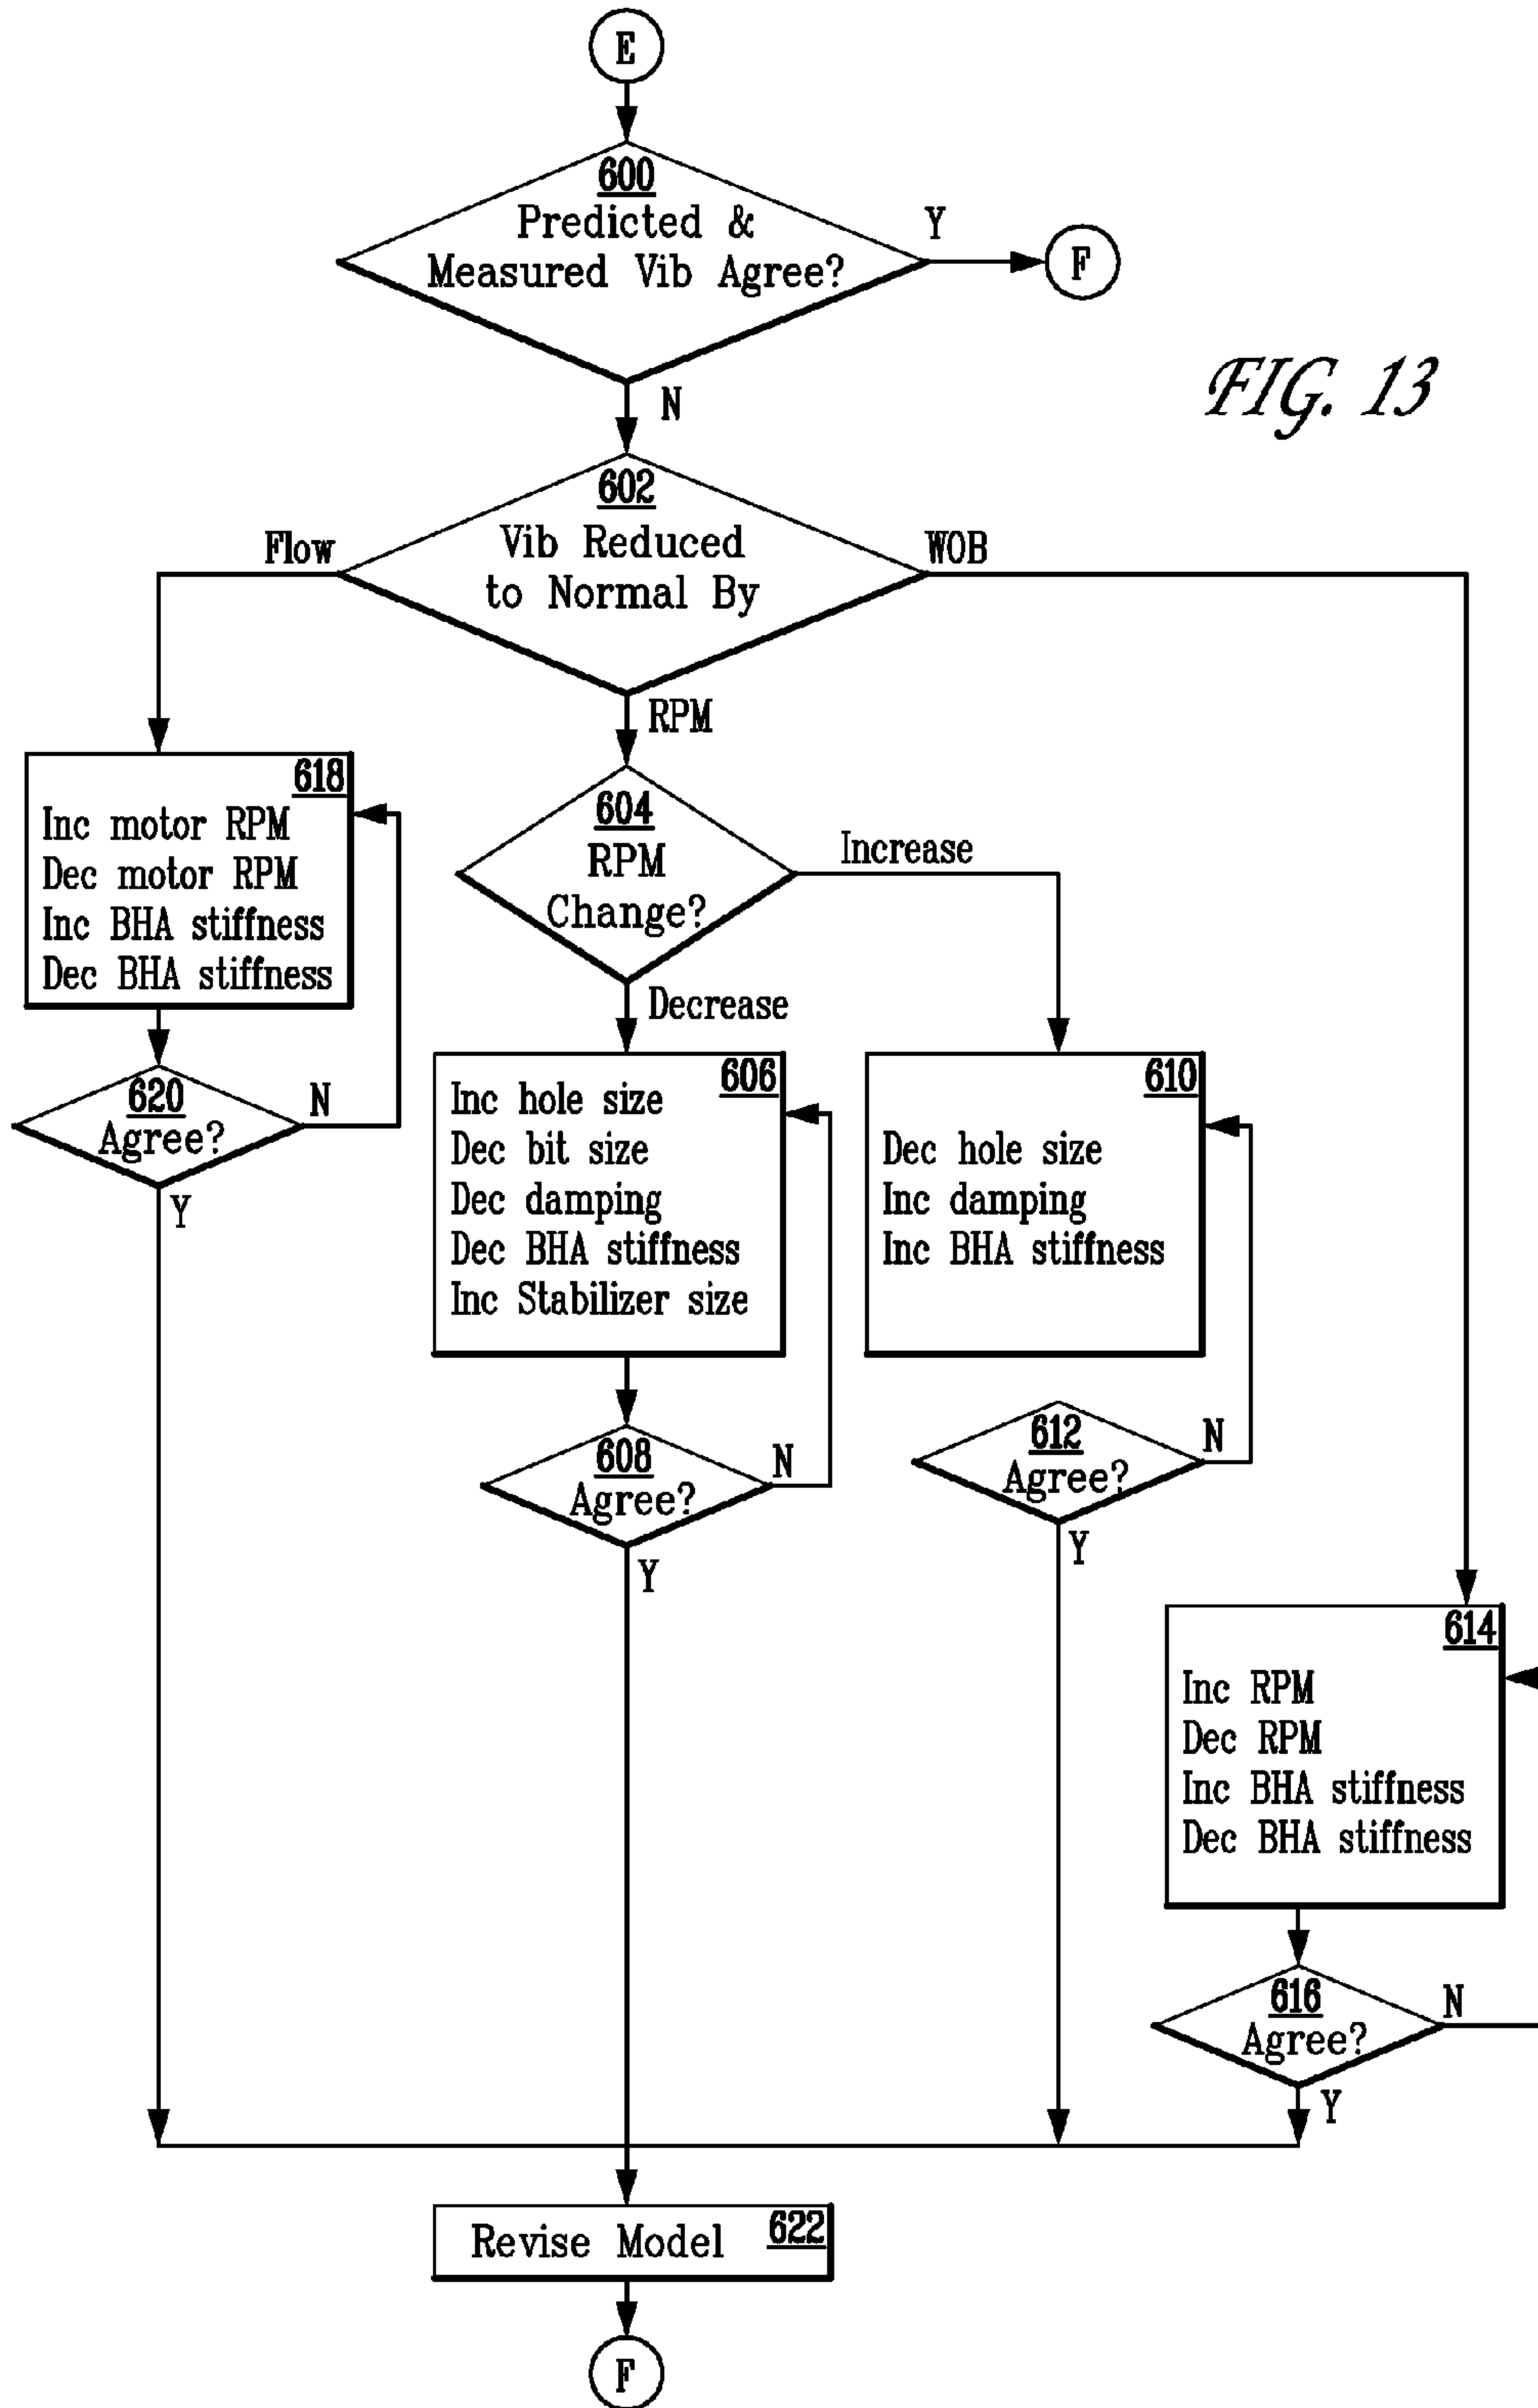 E
600
Predicted &
Measured Vib Agree?
Y
F
N
FIG. 13
602
Vib Reduced
to Normal By
Flow
WOB
RPM
618
Inc motor RPM
Dec motor RPM
Inc BHA stiffness
Dec BHA stiffness
604
RPM
Change?
Increase
Decrease
620
Agree?
N
Y
606
Inc hole size
Dec bit size
Dec damping
Dec BHA stiffness
Inc Stabilizer size
610
Dec hole size
Inc damping
Inc BHA stiffness
608
Agree?
N
Y
612
Agree?
N
Y
614
Inc RPM
Dec RPM
Inc BHA stiffness
Dec BHA stiffness
616
Agree?
N
Y
Revise Model 622
F